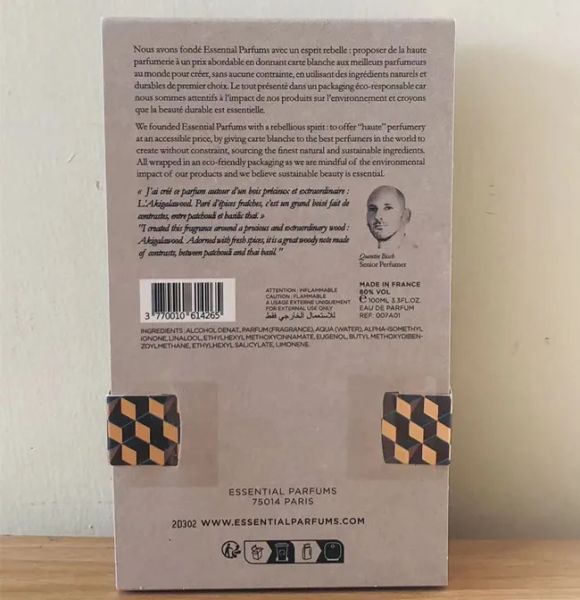 Nous avons fondé Essential Parfums avec un esprit rebelle : proposer de la haute
parfumerie à un prix abordable en donnant carte blanche aux meilleurs parfumeurs
au monde pour créer, sans aucune contrainte, en utilisant des ingrédients naturels et
durables de premier choix. Le tout présenté dans un packaging éco-responsable car
nous sommes attentifs à l'impact de nos produits sur l'environnement et croyons
que la beauté durable est essentielle.
We founded Essential Parfums with a rebellious spirit : to offer "haute" perfumery
at an accessible price, by giving carte blanche to the best perfumers in the world to
create without constraint, sourcing the finest natural and sustainable ingredients.
All wrapped in an eco-friendly packaging as we are mindful of the environmental
impact of our products and we believe sustainable beauty is essential.
« J'ai créé ce parfum autour d'un bois précieux et extraordinaire :
L'Akigalawood. Paré d'épices fraîches, c'est un grand boisé fait de
contrastes, entre patchouli et basilic thaï. »
"I created this fragrance around a precious and extraordinary wood :
Akigalawood. Adorned with fresh spices, it is a great woody note made
of contrasts, between patchouli and thai basil."
Quentin Bisch
Senior Perfumer
3 770010 614265
ATTENTION : INFLAMMABLE
CAUTION : FLAMMABLE
A USAGE EXTERNE UNIQUEMENT
FOR EXTERNAL USE ONLY
للاستعمال الخارجي فقط
MADE IN FRANCE
80% VOL
℮ 100ML 3.3FL.OZ.
EAU DE PARFUM
REF: 007A01
INGREDIENTS : ALCOHOL DENAT., PARFUM (FRAGRANCE), AQUA (WATER), ALPHA-ISOMETHYL
IONONE, LINALOOL, ETHYLHEXYL METHOXYCINNAMATE, EUGENOL, BUTYL METHOXYDIBEN-
ZOYLMETHANE, ETHYLHEXYL SALICYLATE, LIMONENE.
ESSENTIAL PARFUMS
75014 PARIS
2D302 WWW.ESSENTIALPARFUMS.COM